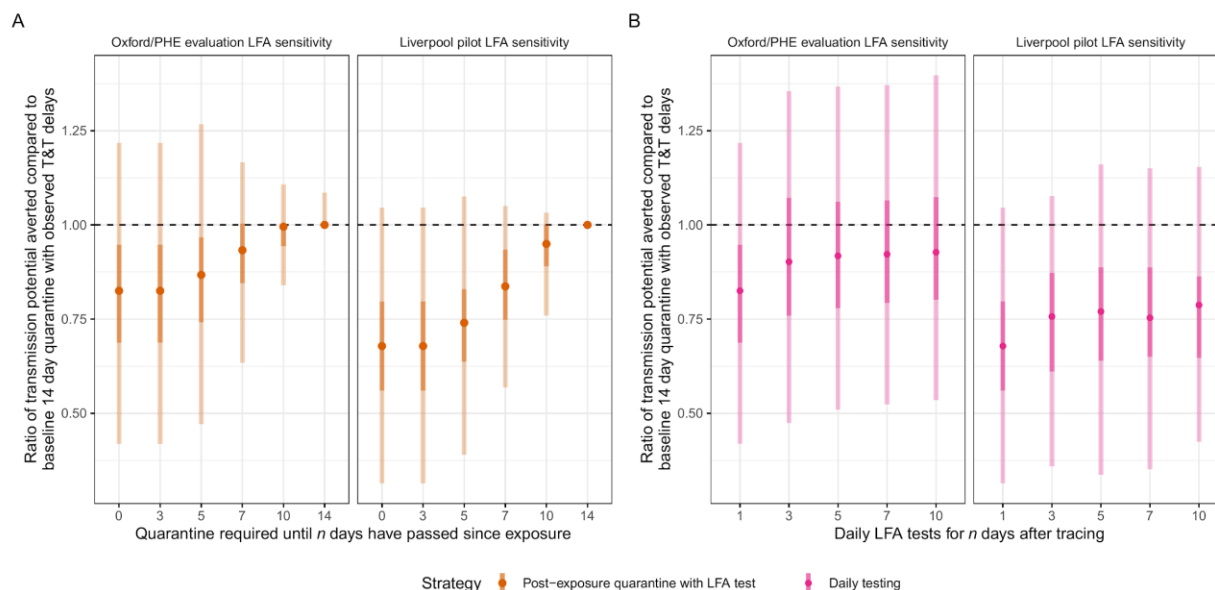 A
Oxford/PHE evaluation LFA sensitivity
Liverpool pilot LFA sensitivity
Ratio of transmission potential averted compared to
baseline 14 day quarantine with observed T&T delays
1.25
1.00
0.75
0.50
0 3 5 7 10 14
0 3 5 7 10 14
Quarantine required until n days have passed since exposure
B
Oxford/PHE evaluation LFA sensitivity
Liverpool pilot LFA sensitivity
Ratio of transmission potential averted compared to
baseline 14 day quarantine with observed T&T delays
1.25
1.00
0.75
0.50
1 3 5 7 10
1 3 5 7 10
Daily LFA tests for n days after tracing
Strategy Post−exposure quarantine with LFA test Daily testing